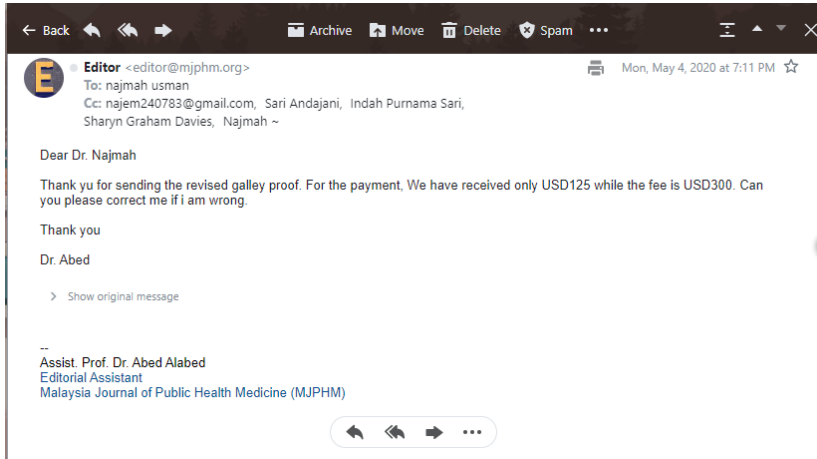 ← Back Archive Move Delete Spam •••
E
Editor <editor@mjphm.org> Mon, May 4, 2020 at 7:11 PM
To: najmah usman
Cc: najem240783@gmail.com, Sari Andajani, Indah Purnama Sari,
Sharyn Graham Davies, Najmah ~
Dear Dr. Najmah
Thank yu for sending the revised galley proof. For the payment, We have received only USD125 while the fee is USD300. Can
you please correct me if i am wrong.
Thank you
Dr. Abed
> Show original message
--
Assist. Prof. Dr. Abed Alabed
Editorial Assistant
Malaysia Journal of Public Health Medicine (MJPHM)